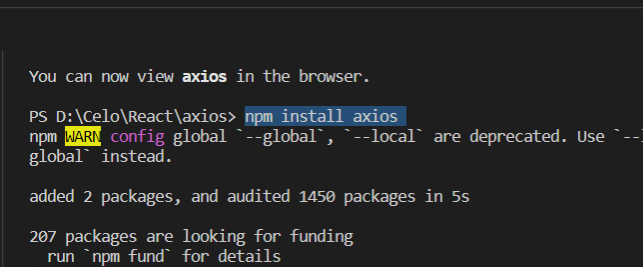 You can now view axios in the browser.
PS D:\Celo\React\axios> npm install axios
npm WARN config global `--global`, `--local` are deprecated. Use `--l
global` instead.
added 2 packages, and audited 1450 packages in 5s
207 packages are looking for funding
run `npm fund` for details